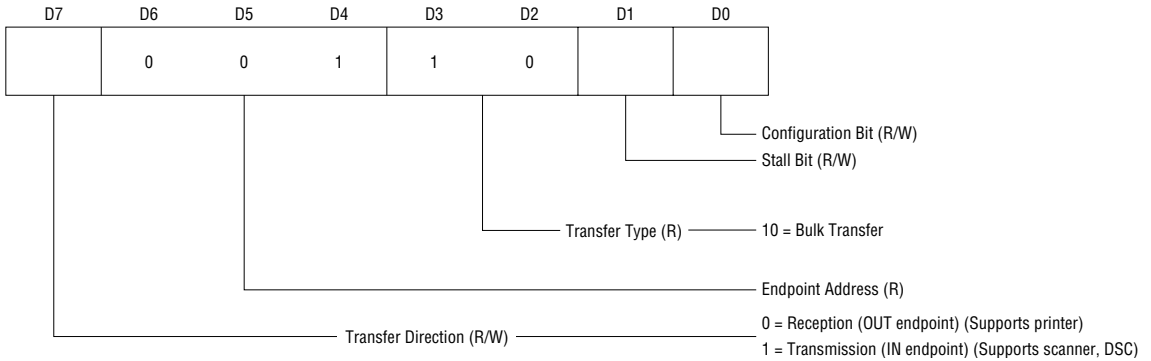 D7 D6 D5 D4 D3 D2 D1 D0
0 0 1 1 0
Configuration Bit (R/W)
Stall Bit (R/W)
Transfer Type (R) 10 = Bulk Transfer
Endpoint Address (R)
Transfer Direction (R/W)
0 = Reception (OUT endpoint) (Supports printer)
1 = Transmission (IN endpoint) (Supports scanner, DSC)